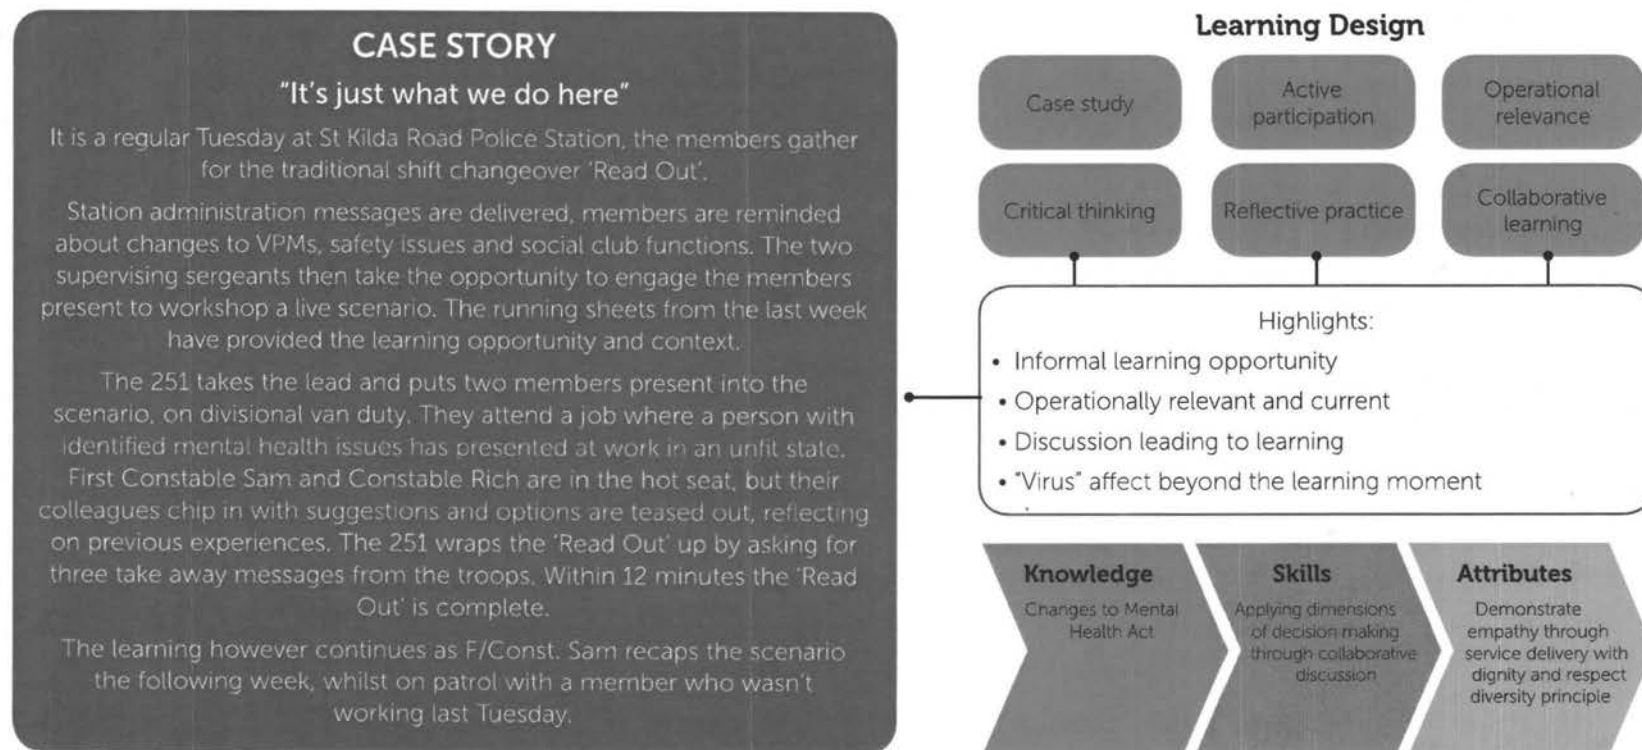 CASE STORY
"It's just what we do here"
It is a regular Tuesday at St Kilda Road Police Station, the members gather
for the traditional shift changeover 'Read Out'.
Station administration messages are delivered, members are reminded
about changes to VPMs, safety issues and social club functions. The two
supervising sergeants then take the opportunity to engage the members
present to workshop a live scenario. The running sheets from the last week
have provided the learning opportunity and context.
The 251 takes the lead and puts two members present into the
scenario, on divisional van duty. They attend a job where a person with
identified mental health issues has presented at work in an unfit state.
First Constable Sam and Constable Rich are in the hot seat, but their
colleagues chip in with suggestions and options are teased out, reflecting
on previous experiences. The 251 wraps the 'Read Out' up by asking for
three take away messages from the troops. Within 12 minutes the 'Read
Out' is complete.
The learning however continues as F/Const. Sam recaps the scenario
the following week, whilst on patrol with a member who wasn't
working last Tuesday.
Learning Design
Case study
Active
participation
Operational
relevance
Critical thinking
Reflective practice
Collaborative
learning
Highlights:
• Informal learning opportunity
• Operationally relevant and current
• Discussion leading to learning
• "Virus" affect beyond the learning moment
Knowledge
Changes to Mental
Health Act
Skills
Applying dimensions
of decision making
through collaborative
discussion
Attributes
Demonstrate
empathy through
service delivery with
dignity and respect
diversity principle